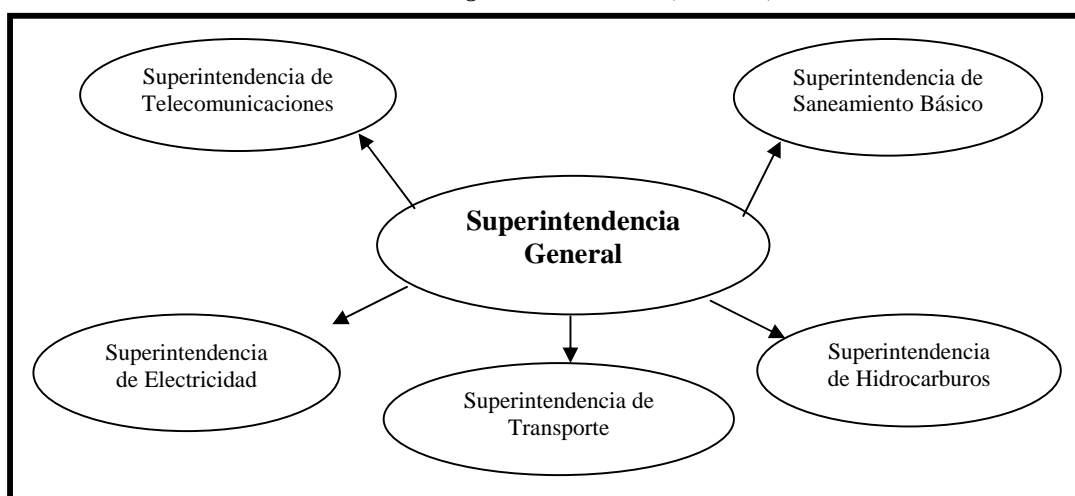 Superintendencia de
Telecomunicaciones
Superintendencia de
Saneamiento Básico
Superintendencia
General
Superintendencia
de Electricidad
Superintendencia de
Transporte
Superintendencia
de Hidrocarburos